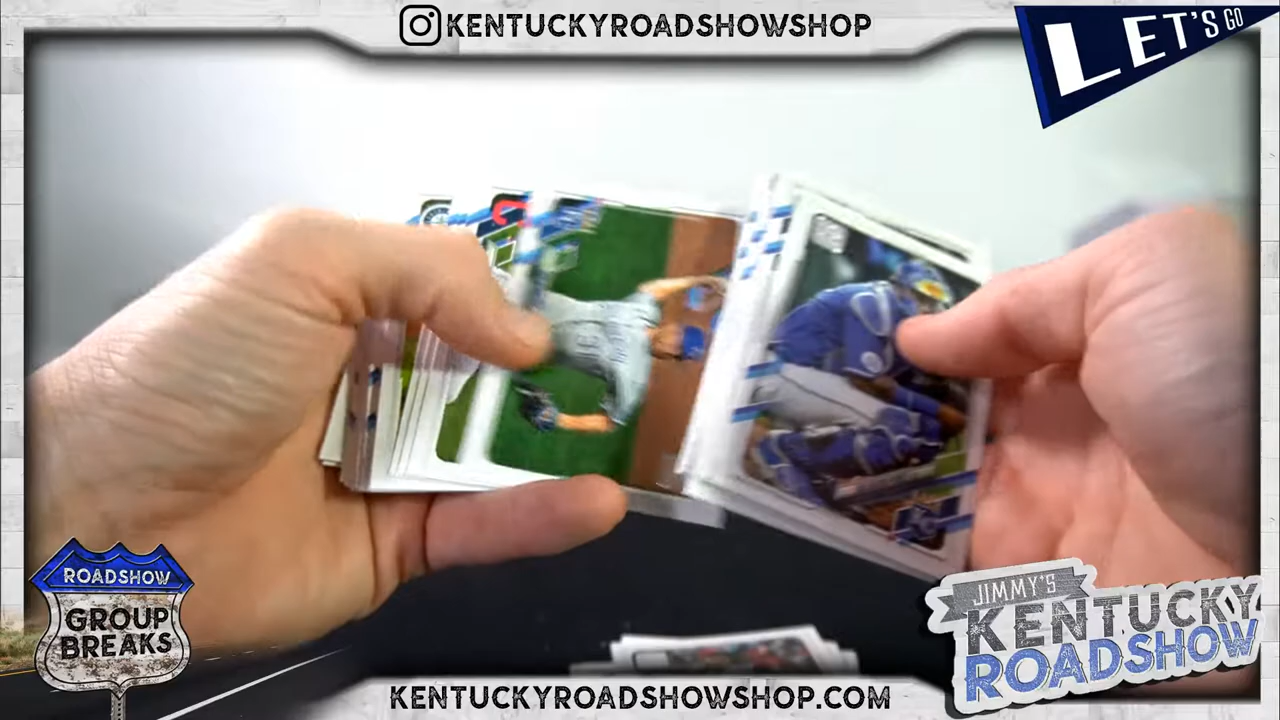 KENTUCKYROADSHOWSHOP
LET'S GO
ROADSHOW
GROUP
BREAKS
JIMMY'S
KENTUCKY
ROADSHOW
KENTUCKYROADSHOWSHOP.COM